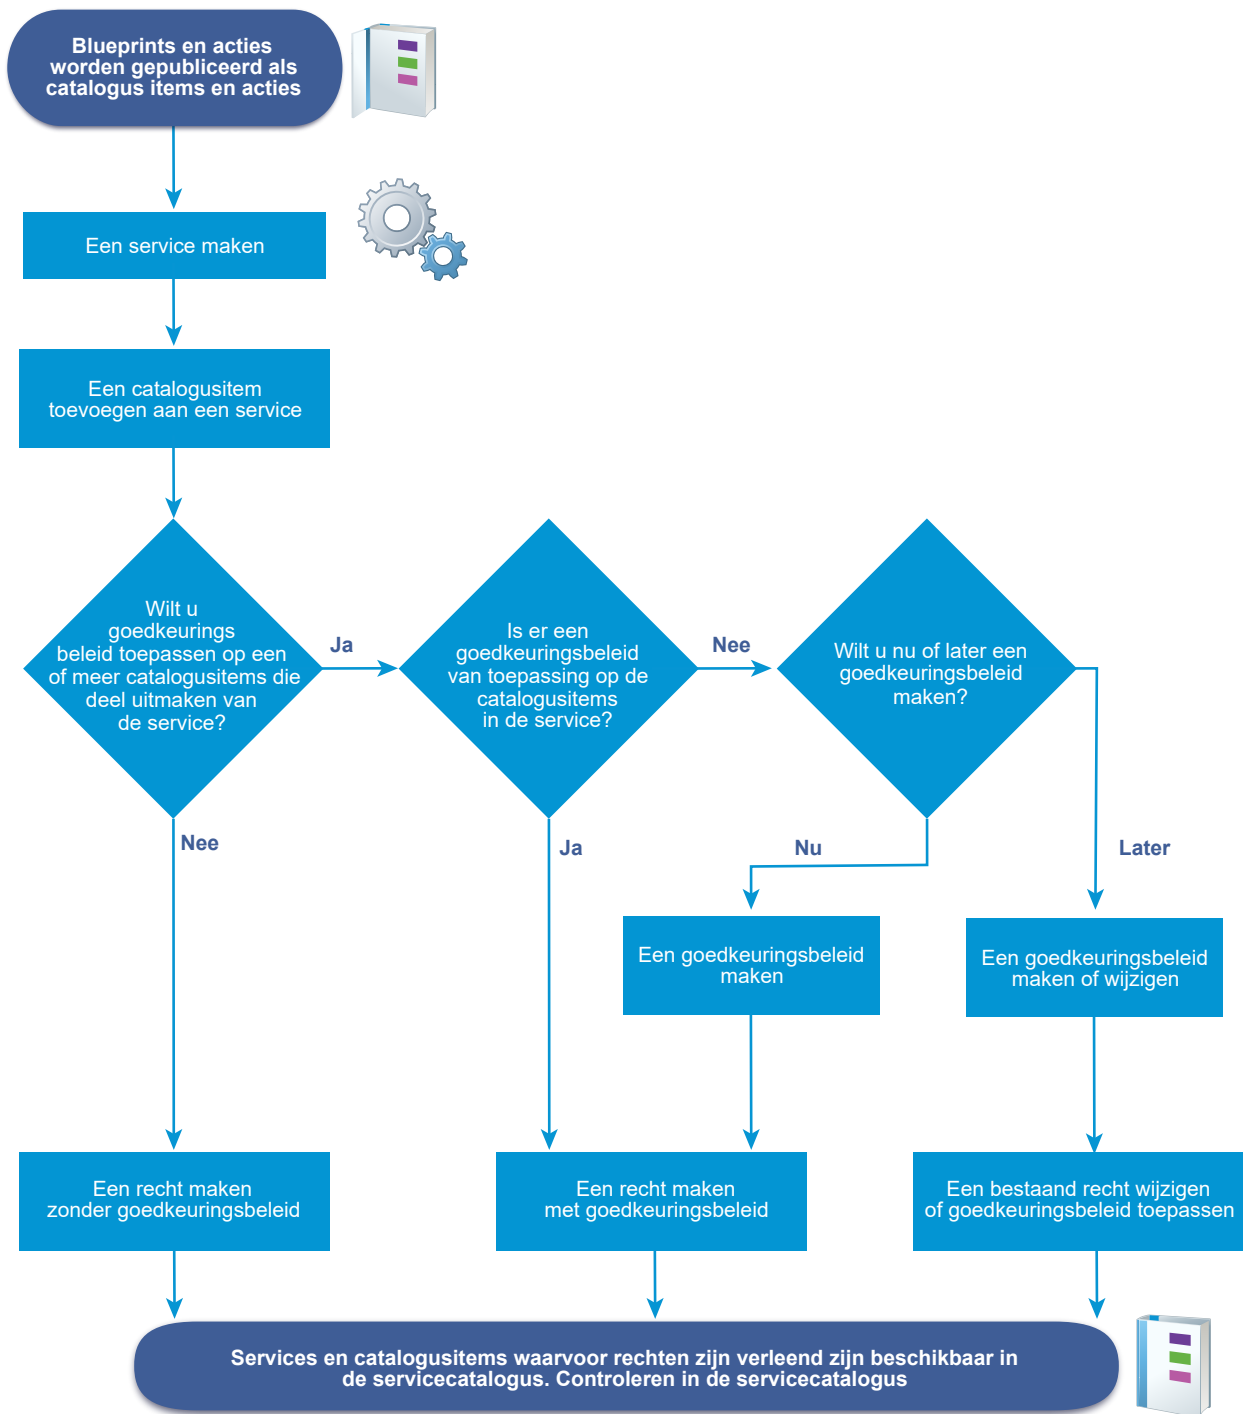 Blueprints en acties
worden gepubliceerd als
catalogus items en acties
Een service maken
Een catalogusitem
toevoegen aan een service
Wilt u
goedkeurings
beleid toepassen op een
of meer catalogusitems die
deel uitmaken van
de service?
Ja
Is er een
goedkeuringsbeleid
van toepassing op de
catalogusitems
in de service?
Nee
Wilt u nu of later een
goedkeuringsbeleid
maken?
Nee
Ja
Nu
Later
Een goedkeuringsbeleid
maken
Een goedkeuringsbeleid
maken of wijzigen
Een recht maken
zonder goedkeuringsbeleid
Een recht maken
met goedkeuringsbeleid
Een bestaand recht wijzigen
of goedkeuringsbeleid toepassen
Services en catalogusitems waarvoor rechten zijn verleend zijn beschikbaar in
de servicecatalogus. Controleren in de servicecatalogus